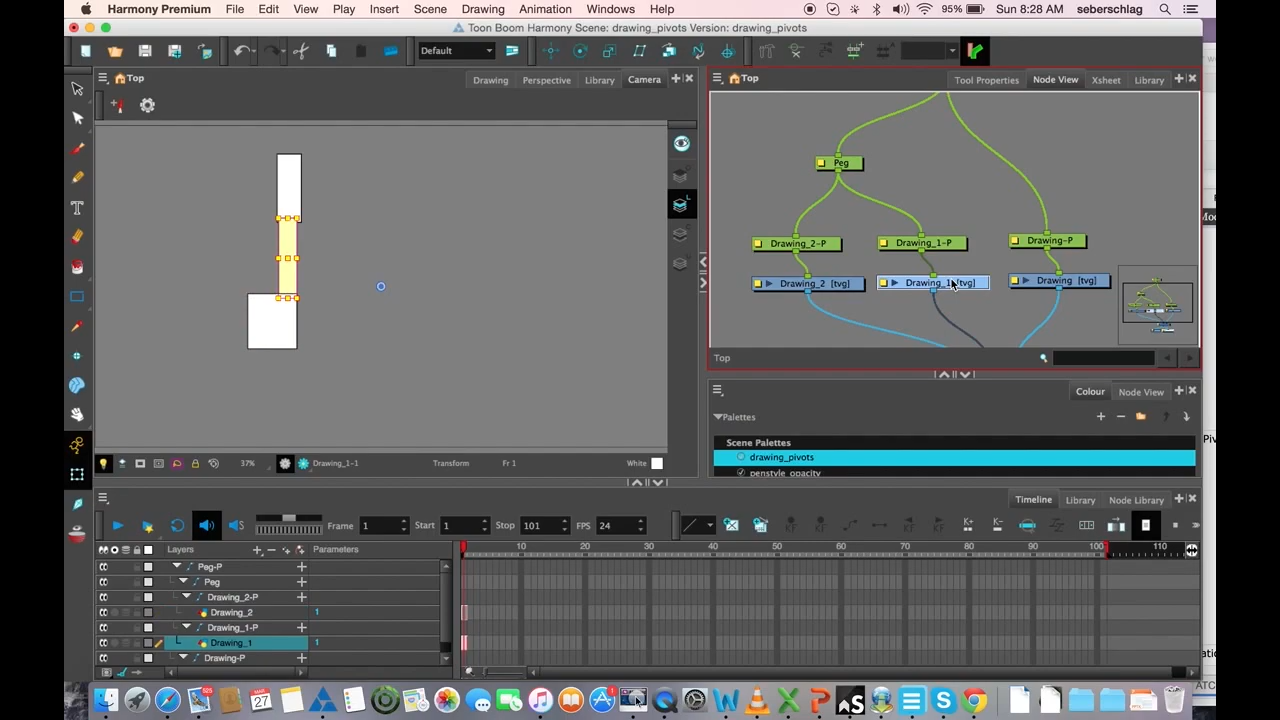 Harmony Premium File Edit View Play Insert Scene Drawing Animation Windows Help 95% Sun 8:28 AM seberschlag
Toon Boom Harmony Scene: drawing_pivots Version: drawing_pivots
Default
Top Drawing Perspective Library Camera
Top Tool Properties Node View Xsheet Library
Peg
Drawing_2-P Drawing_1-P Drawing-P
Drawing_2 [tvg] Drawing_1 [tvg] Drawing [tvg]
Top
Colour Node View
Palettes
Scene Palettes
drawing_pivots
penstyle_opacity
37% Drawing_1-1 Transform Fr 1 White
Timeline Library Node Library
Frame 1 Start 1 Stop 101 FPS 24
Layers Parameters 10 20 30 40 50 60 70 80 90 100 110
Peg-P
Peg
Drawing_2-P
Drawing_2 1
Drawing_1-P
Drawing_1 1
Drawing-P